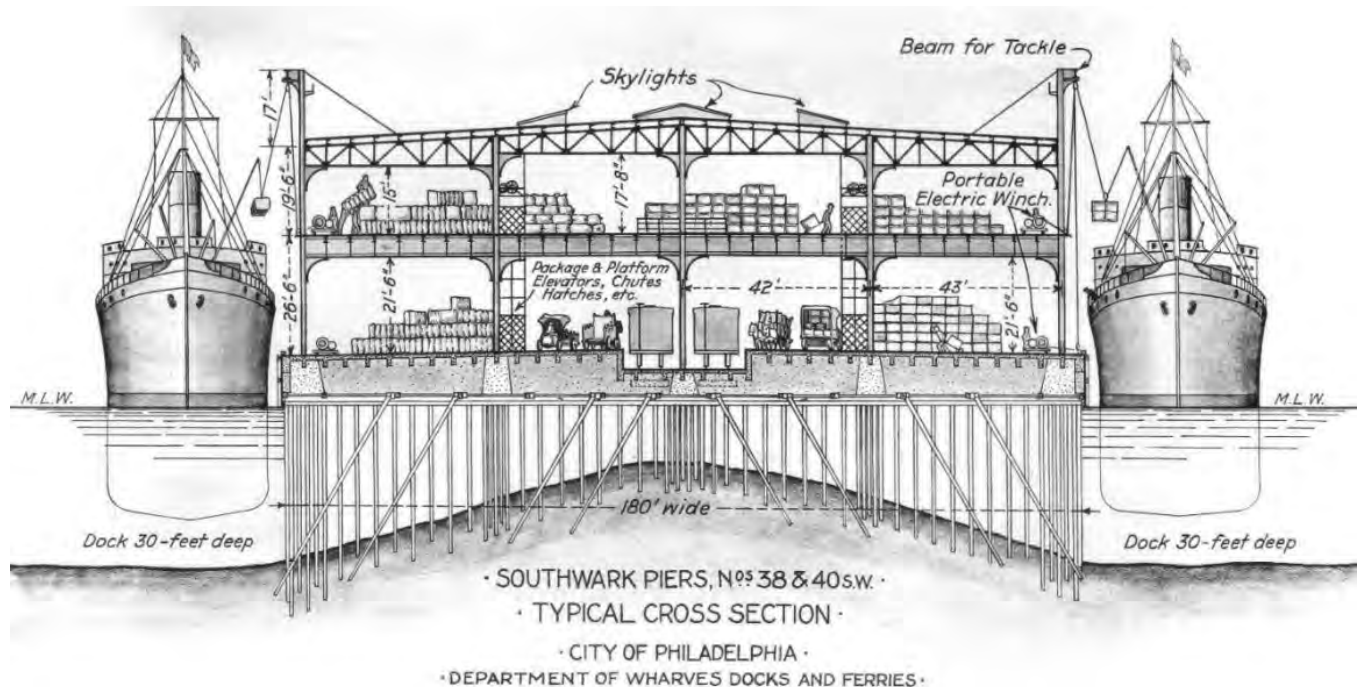 Beam for Tackle
Skylights
17'
19'-6"
15'
17'-8"
Portable
Electric Winch.
26'-6"
21'-6"
Package & Platform
Elevators, Chutes
Hatches, etc.
42'
43'
21'-6"
M.L.W.
M.L.W.
180' wide
Dock 30-feet deep
Dock 30-feet deep
· SOUTHWARK PIERS, Nos 38 & 40 S.W. ·
· TYPICAL CROSS SECTION ·
· CITY OF PHILADELPHIA ·
· DEPARTMENT OF WHARVES DOCKS AND FERRIES ·